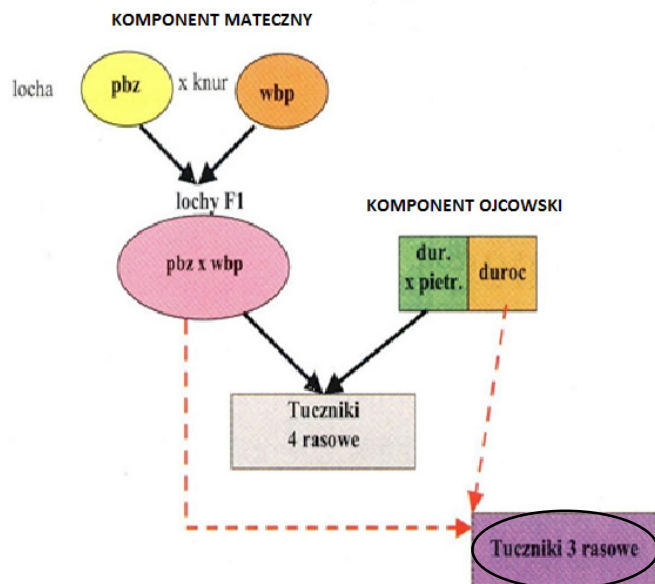 KOMPONENT MATECZNY
locha
pbz
x knur
wbp
lochy F1
KOMPONENT OJCOWSKI
pbz x wbp
dur.
x pietr.
duroc
Tuczniki
4 rasowe
Tuczniki 3 rasowe